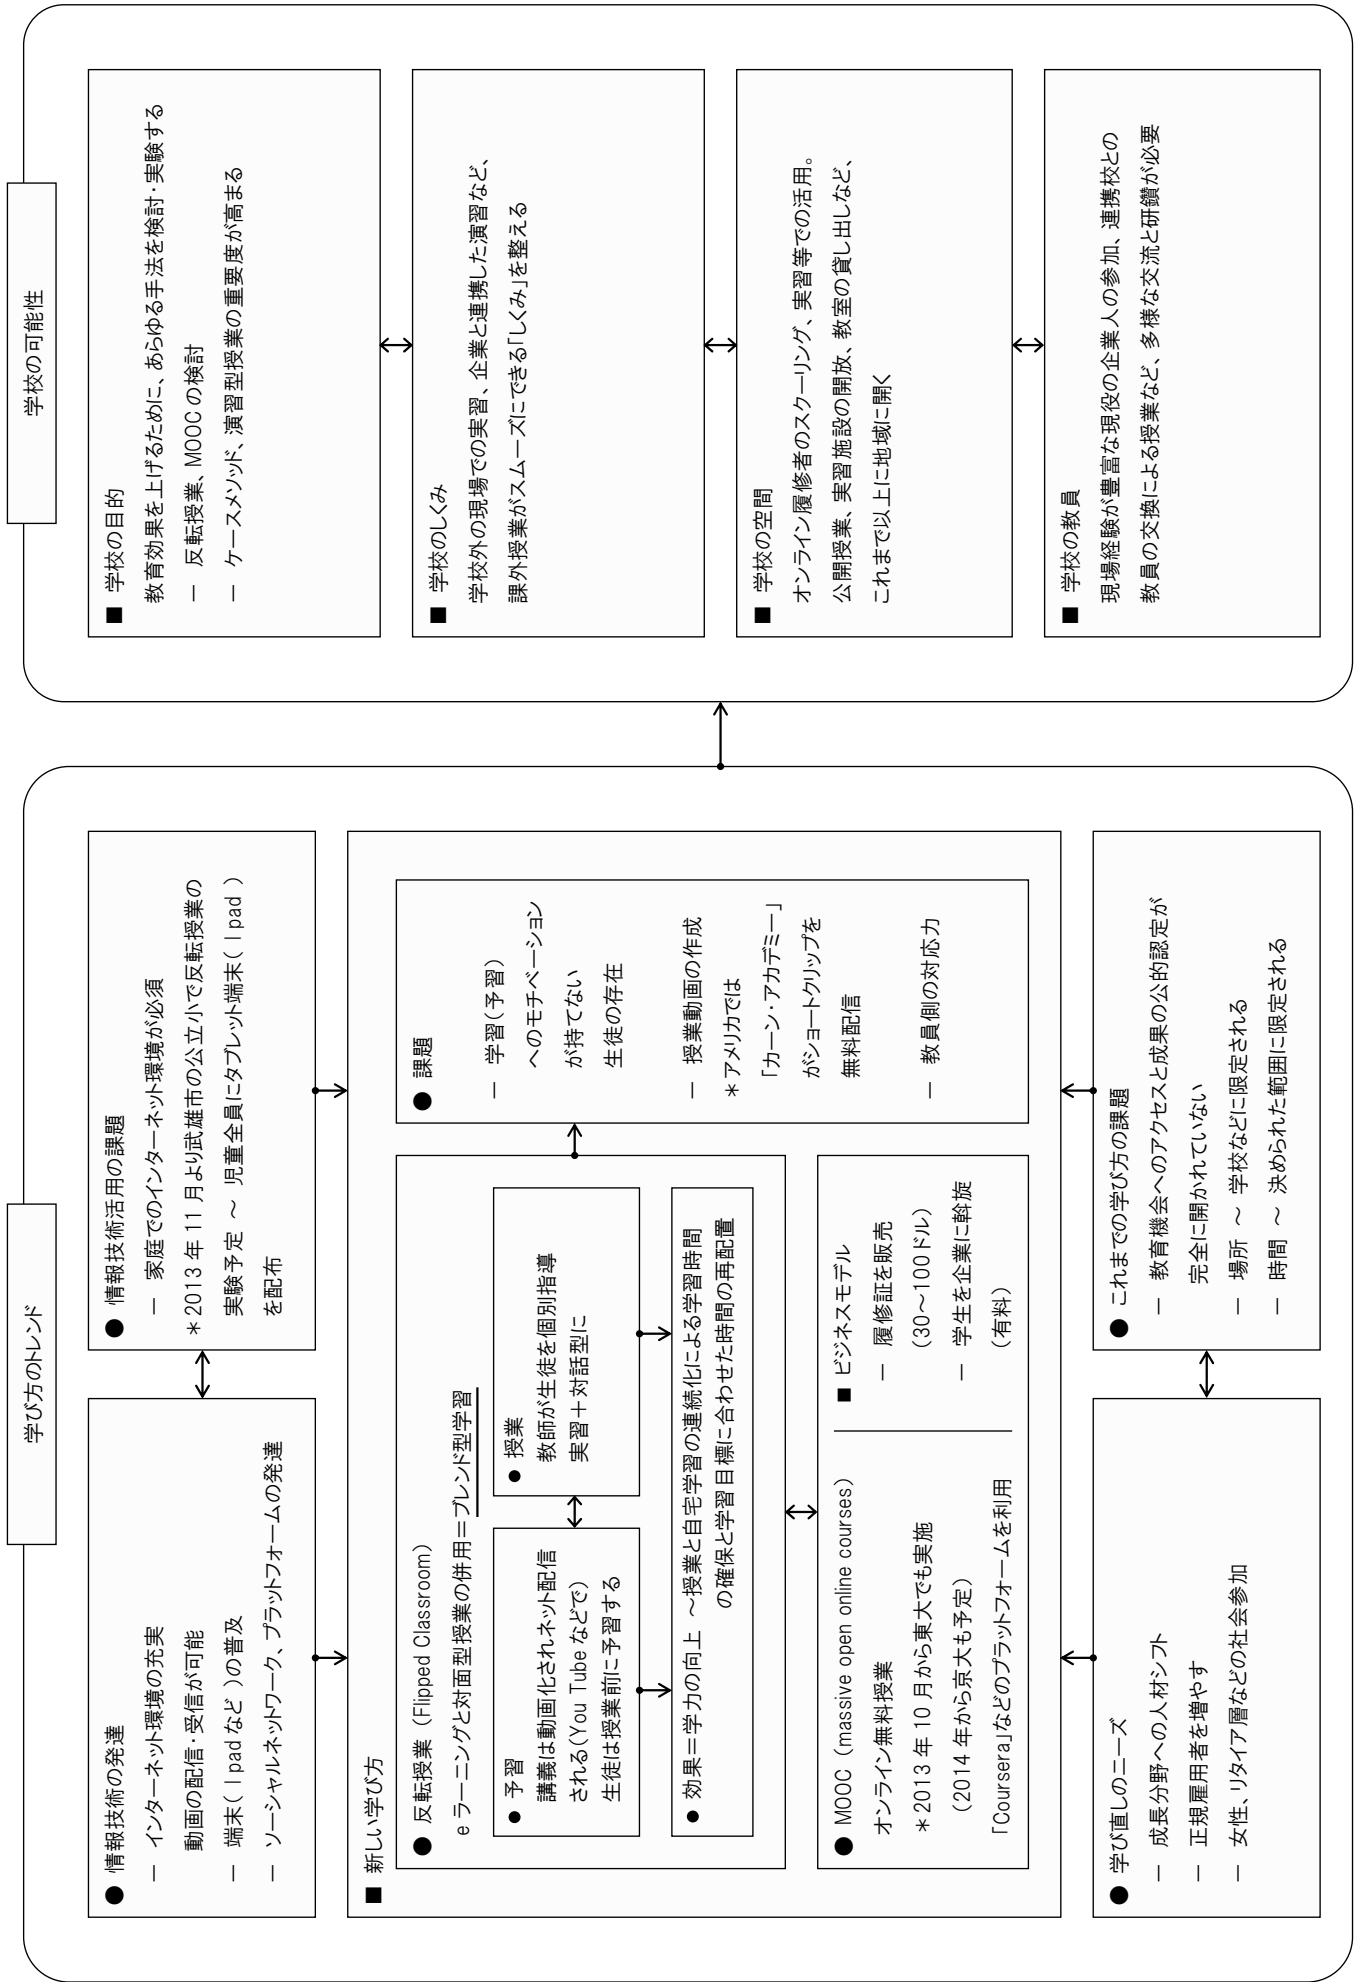 学び方のトレンド
● 情報技術の発達
－ インターネット環境の充実
動画の配信・受信が可能
－ 端末( Ｉpad など )の普及
－ ソーシャルネットワーク、プラットフォームの発達
● 情報技術活用の課題
－ 家庭でのインターネット環境が必須
＊2013 年 11 月より武雄市の公立小で反転授業の
実験予定 ～ 児童全員にタブレット端末( Ｉpad )
を配布
■ 新しい学び方
● 反転授業 (Flipped Classroom)
e ラーニングと対面型授業の併用＝ブレンド型学習
● 予習
講義は動画化されネット配信
される(You Tube などで)
生徒は授業前に予習する
● 授業
教師が生徒を個別指導
実習＋対話型に
● 効果＝学力の向上 ～授業と自宅学習の連続化による学習時間
の確保と学習目標に合わせた時間の再配置
● MOOC (massive open online courses)
オンライン無料授業
＊2013 年 10 月から東大でも実施
(2014 年から京大も予定)
「Coursera」などのプラットフォームを利用
■ ビジネスモデル
－ 履修証を販売
(30～100ドル)
－ 学生を企業に斡旋
(有料)
● 課題
－ 学習(予習)
へのモチベーション
が持てない
生徒の存在
－ 授業動画の作成
＊アメリカでは
「カーン・アカデミー」
がショートクリップを
無料配信
－ 教員側の対応力
● 学び直しのニーズ
－ 成長分野への人材シフト
－ 正規雇用者を増やす
－ 女性、リタイア層などの社会参加
● これまでの学び方の課題
－ 教育機会へのアクセスと成果の公的認定が
完全に開かれていない
－ 場所 ～ 学校などに限定される
－ 時間 ～ 決められた範囲に限定される
学校の可能性
■ 学校の目的
教育効果を上げるために、あらゆる手法を検討・実験する
－ 反転授業、MOOC の検討
－ ケースメソッド、演習型授業の重要度が高まる
■ 学校のしくみ
学校外の現場での実習、企業と連携した演習など、
課外授業がスムーズにできる「しくみ」を整える
■ 学校の空間
オンライン履修者のスクーリング、実習等での活用。
公開授業、実習施設の開放、教室の貸し出しなど、
これまで以上に地域に開く
■ 学校の教員
現場経験が豊富な現役の企業人の参加、連携校との
教員の交換による授業など、多様な交流と研鑽が必要